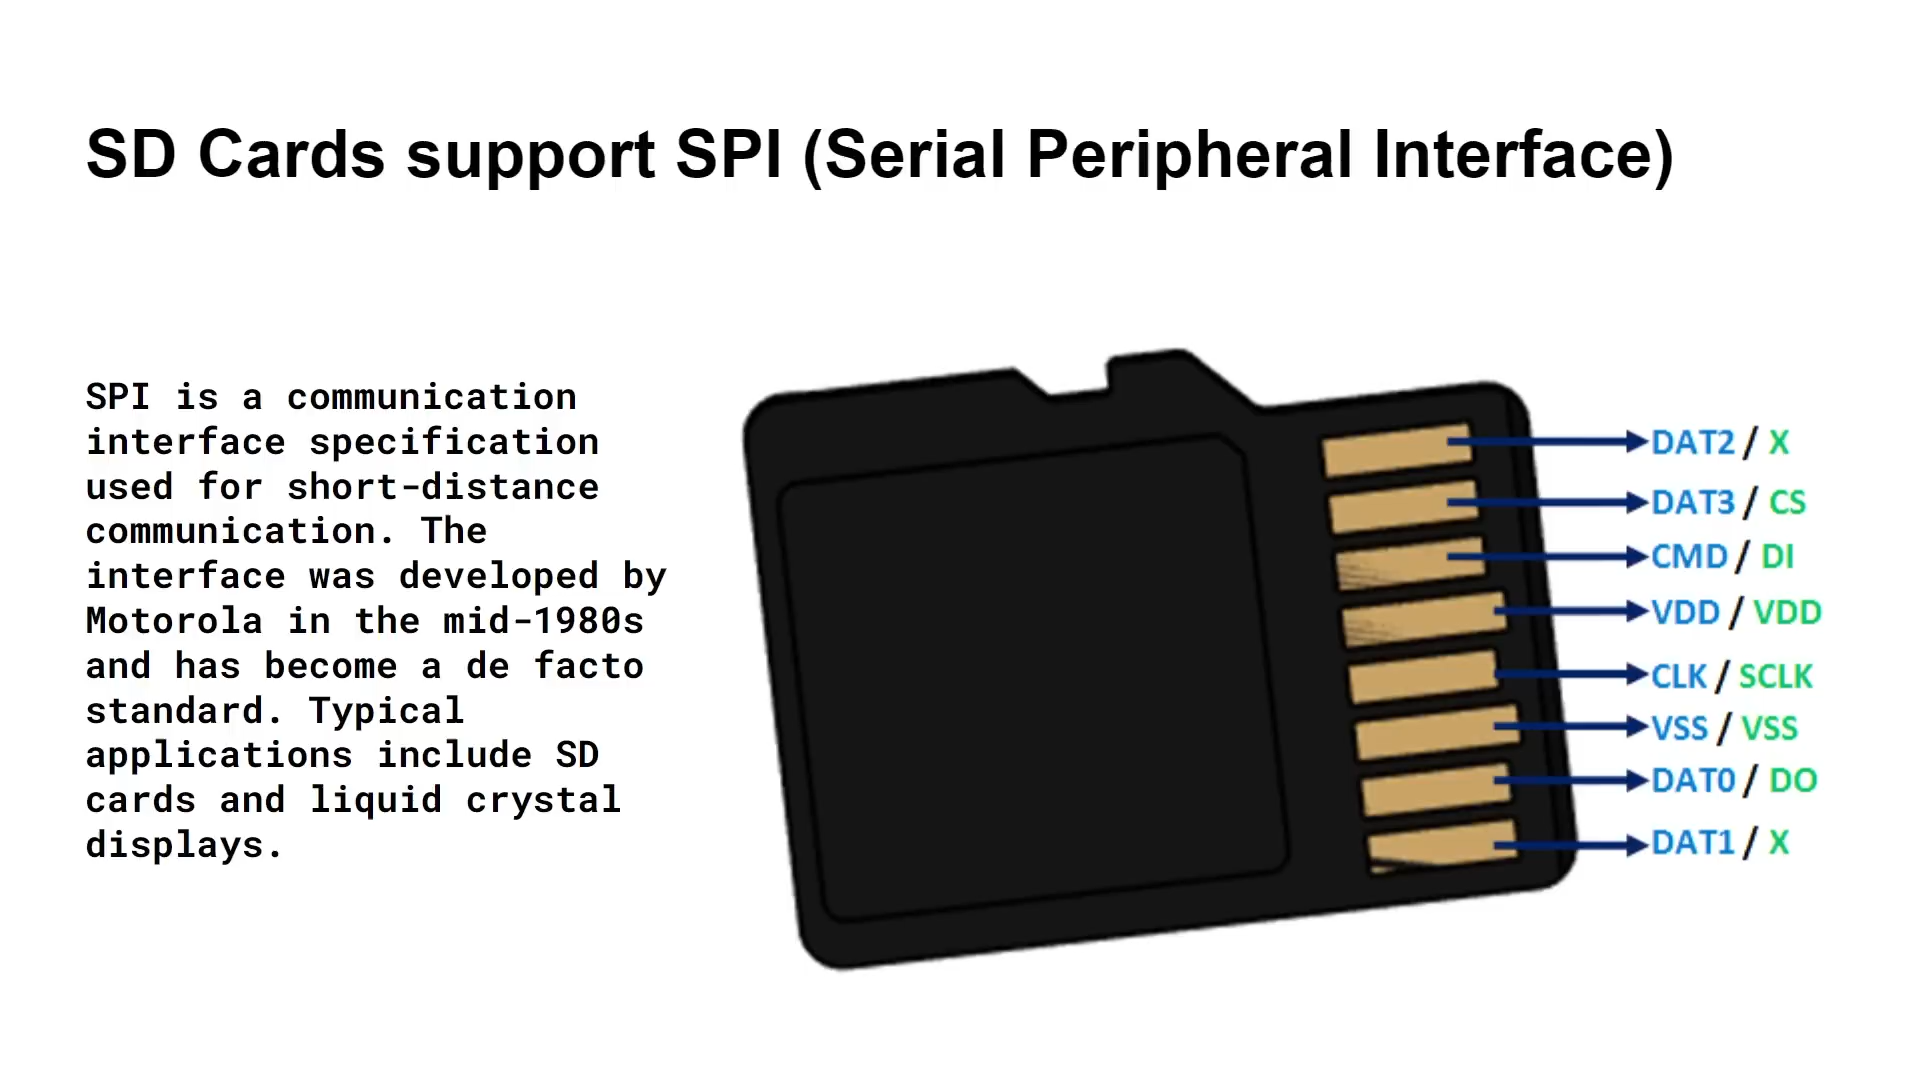 SD Cards support SPI (Serial Peripheral Interface)
SPI is a communication
interface specification
used for short-distance
communication. The
interface was developed by
Motorola in the mid-1980s
and has become a de facto
standard. Typical
applications include SD
cards and liquid crystal
displays.
DAT2 / X
DAT3 / CS
CMD / DI
VDD / VDD
CLK / SCLK
VSS / VSS
DAT0 / DO
DAT1 / X